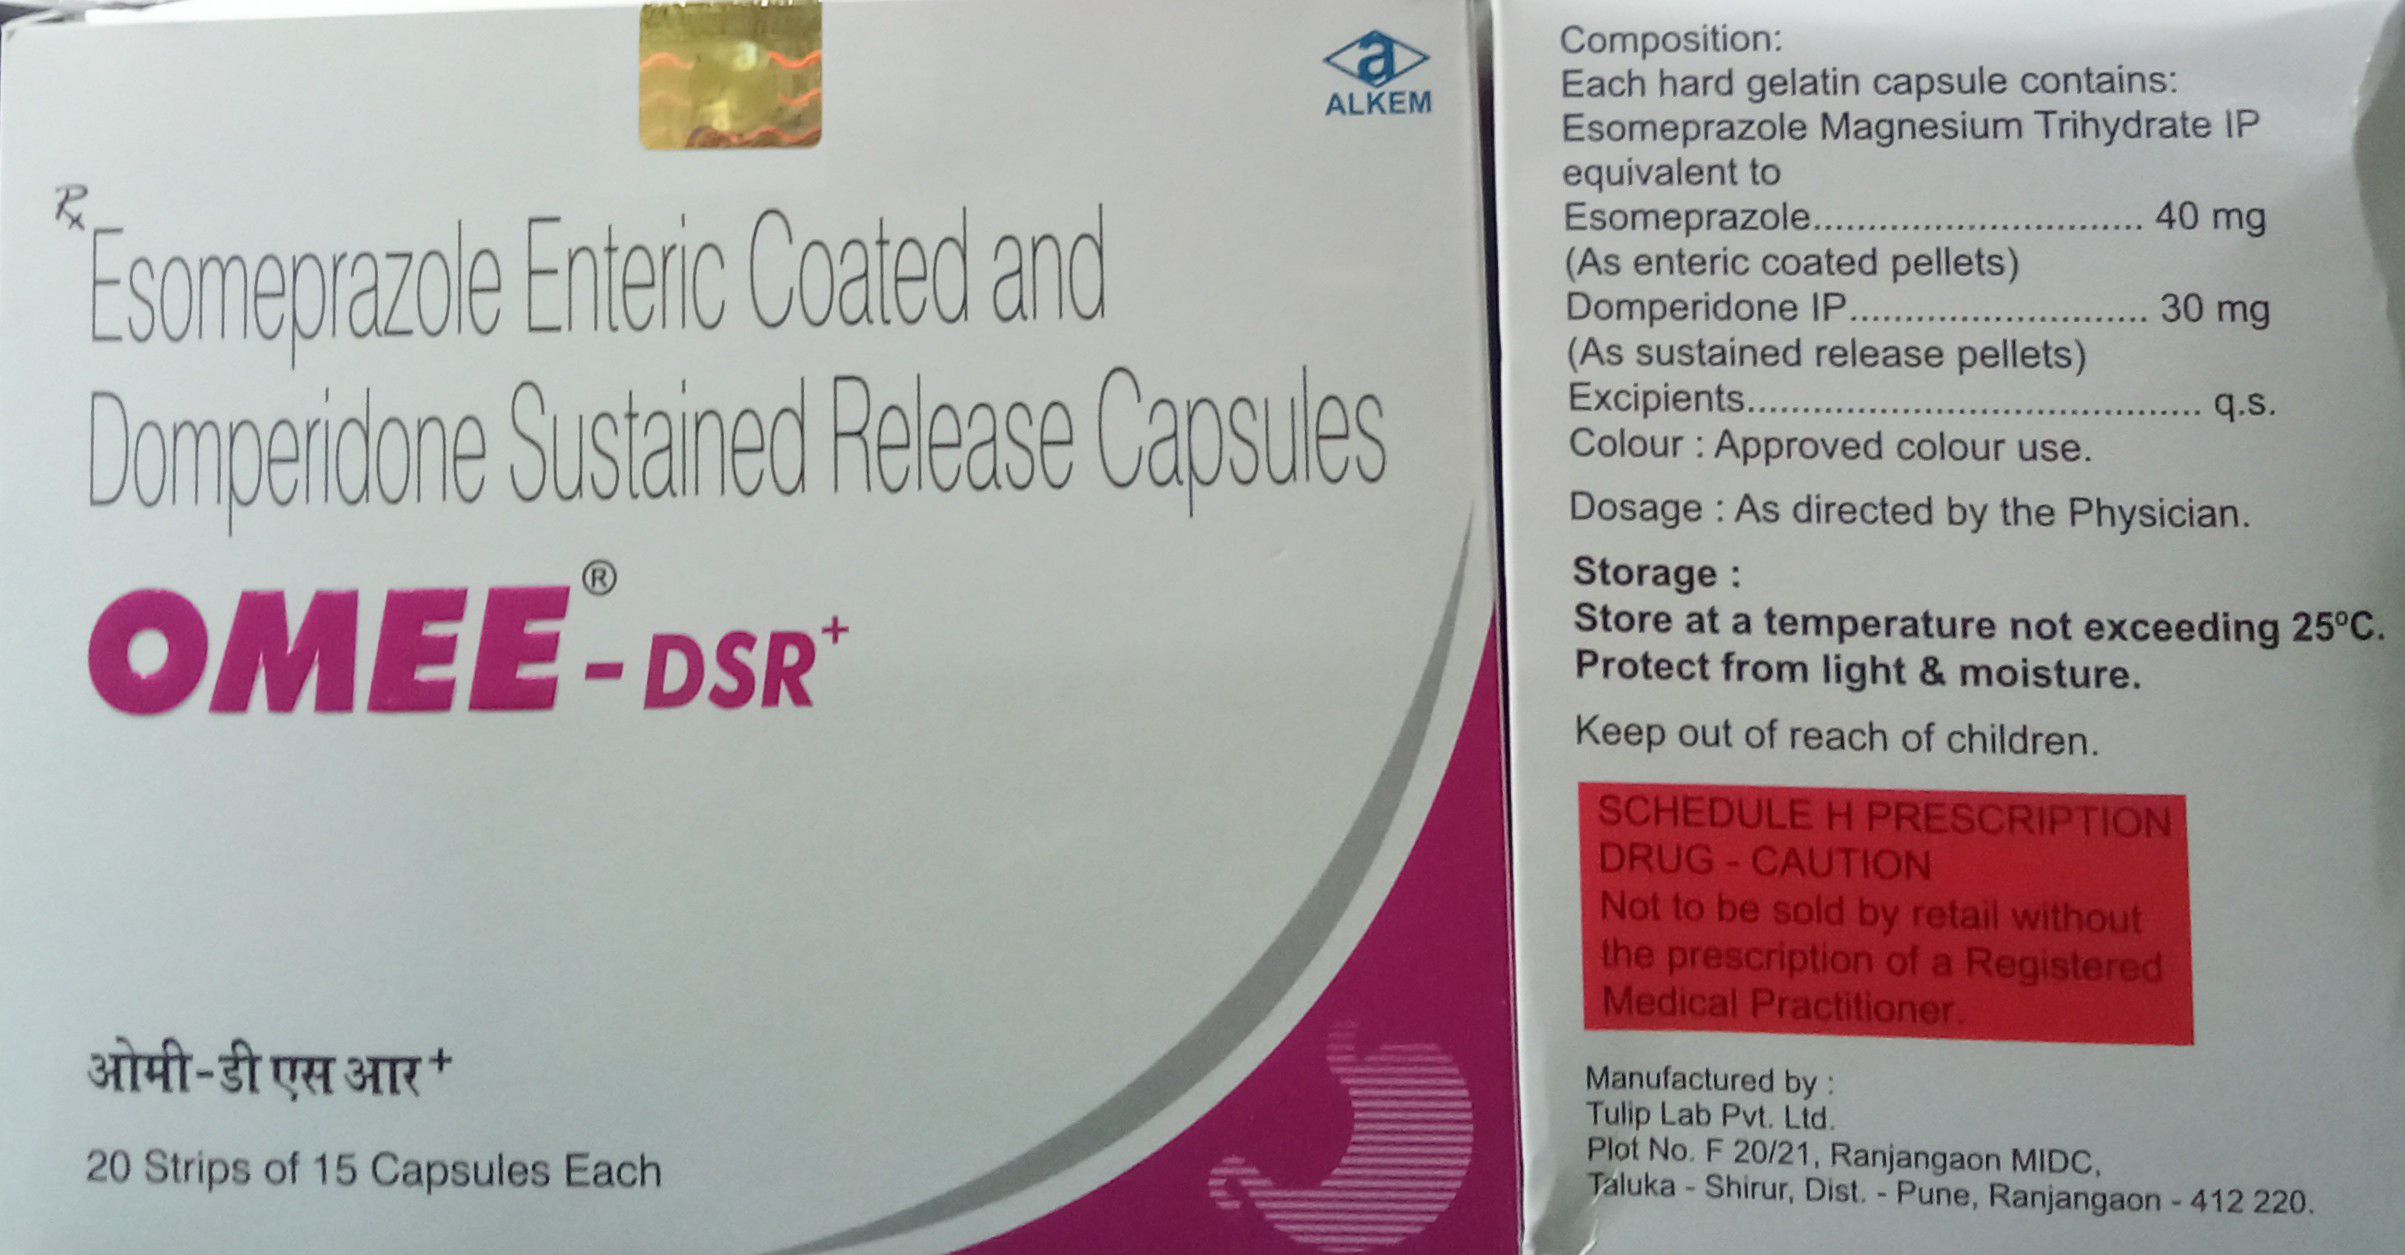 ALKEM
Rx
Esomeprazole Enteric Coated and
Domperidone Sustained Release Capsules
OMEE®-DSR+
ओमी-डी एस आर+
20 Strips of 15 Capsules Each
Composition:
Each hard gelatin capsule contains:
Esomeprazole Magnesium Trihydrate IP
equivalent to
Esomeprazole.............................. 40 mg
(As enteric coated pellets)
Domperidone IP........................... 30 mg
(As sustained release pellets)
Excipients......................................... q.s.
Colour : Approved colour use.
Dosage : As directed by the Physician.
Storage :
Store at a temperature not exceeding 25ºC.
Protect from light & moisture.
Keep out of reach of children.
SCHEDULE H PRESCRIPTION
DRUG - CAUTION
Not to be sold by retail without
the prescription of a Registered
Medical Practitioner.
Manufactured by :
Tulip Lab Pvt. Ltd.
Plot No. F 20/21, Ranjangaon MIDC,
Taluka - Shirur, Dist. - Pune, Ranjangaon - 412 220.